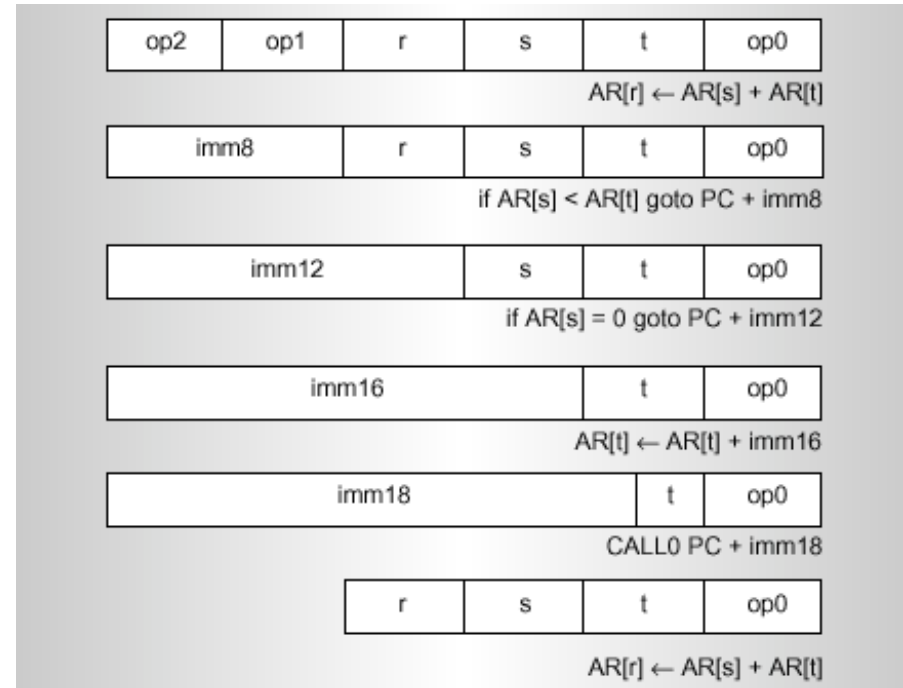 op2 op1 r s t op0
AR[r] ← AR[s] + AR[t]
imm8 r s t op0
if AR[s] < AR[t] goto PC + imm8
imm12 s t op0
if AR[s] = 0 goto PC + imm12
imm16 t op0
AR[t] ← AR[t] + imm16
imm18 t op0
CALL0 PC + imm18
r s t op0
AR[r] ← AR[s] + AR[t]